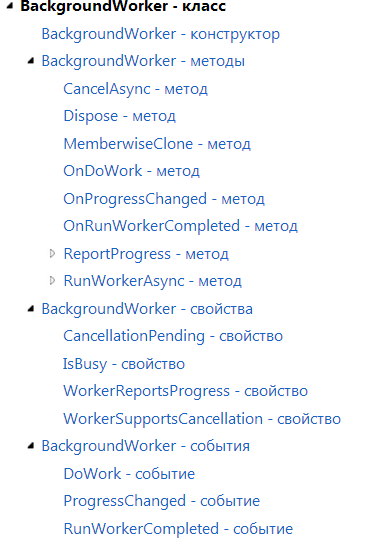 BackgroundWorker - класс
BackgroundWorker - конструктор
BackgroundWorker - методы
CancelAsync - метод
Dispose - метод
MemberwiseClone - метод
OnDoWork - метод
OnProgressChanged - метод
OnRunWorkerCompleted - метод
ReportProgress - метод
RunWorkerAsync - метод
BackgroundWorker - свойства
CancellationPending - свойство
IsBusy - свойство
WorkerReportsProgress - свойство
WorkerSupportsCancellation - свойство
BackgroundWorker - события
DoWork - событие
ProgressChanged - событие
RunWorkerCompleted - событие